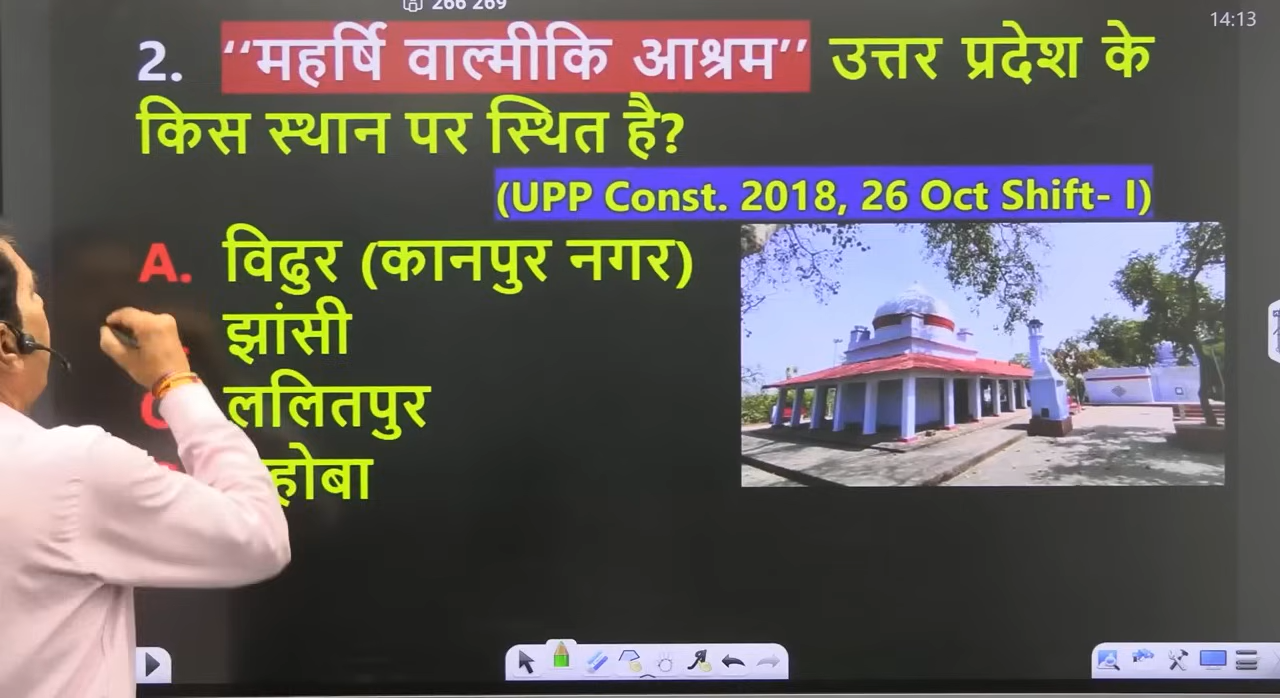 266 269
14:13
2. ‘‘महर्षि वाल्मीकि आश्रम’’ उत्तर प्रदेश के
किस स्थान पर स्थित है?
(UPP Const. 2018, 26 Oct Shift- I)
A. विढुर (कानपुर नगर)
झांसी
ललितपुर